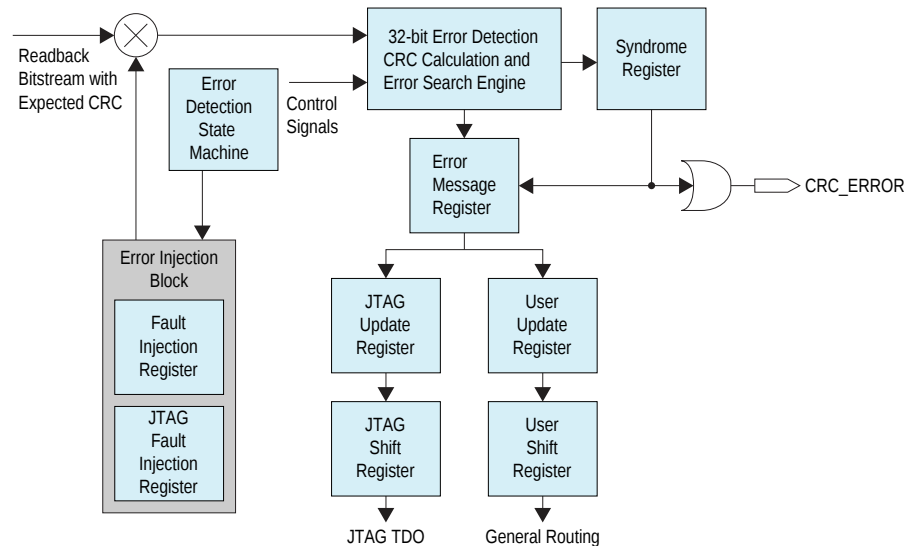 Readback
Bitstream with
Expected CRC
Error
Detection
State
Machine
Control
Signals
32-bit Error Detection
CRC Calculation and
Error Search Engine
Syndrome
Register
Error
Message
Register
CRC_ERROR
Error Injection
Block
Fault
Injection
Register
JTAG
Fault
Injection
Register
JTAG
Update
Register
User
Update
Register
JTAG
Shift
Register
User
Shift
Register
JTAG TDO
General Routing